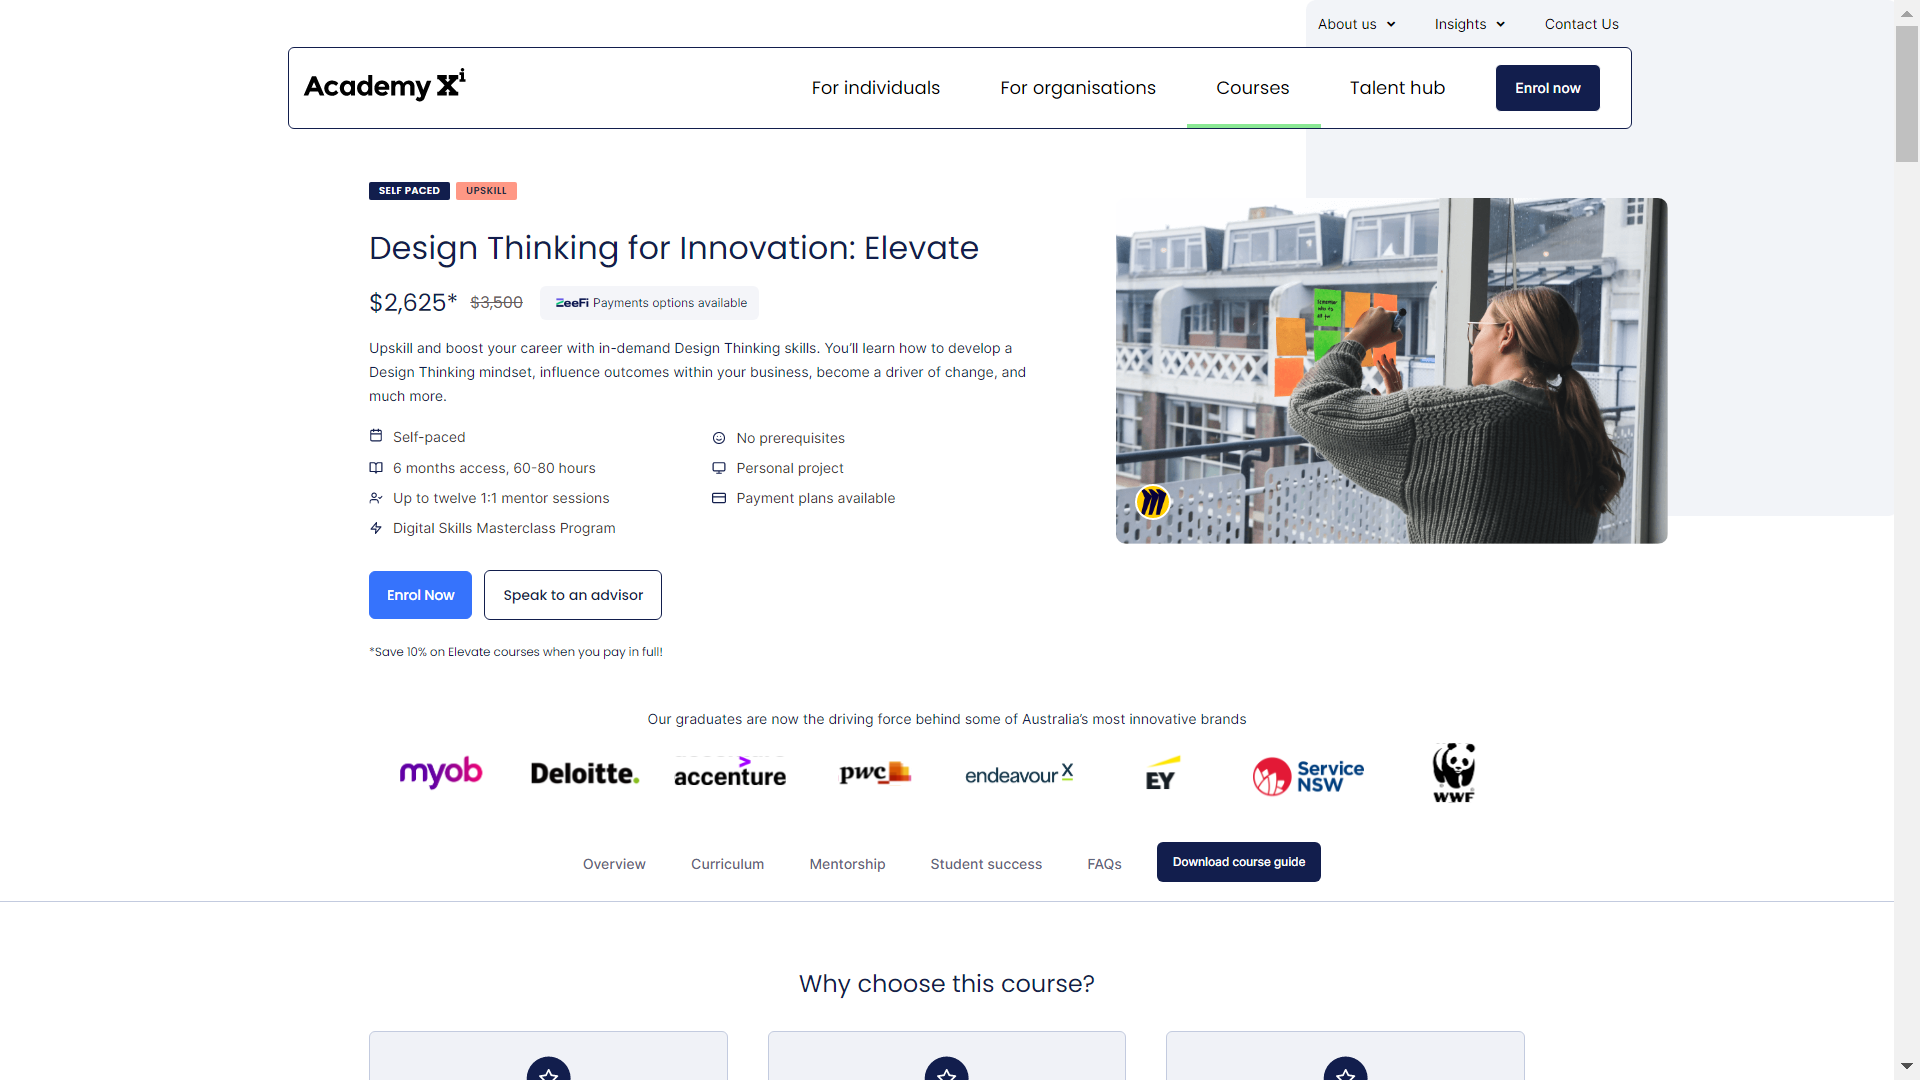 About us
Insights
Contact Us
Academy Xi
For individuals
For organisations
Courses
Talent hub
Enrol now
SELF PACED
UPSKILL
Design Thinking for Innovation: Elevate
$2,625*
$3,500
ZeeFi Payments options available
Upskill and boost your career with in-demand Design Thinking skills. You'll learn how to develop a
Design Thinking mindset, influence outcomes within your business, become a driver of change, and
much more.
Self-paced
No prerequisites
6 months access, 60-80 hours
Personal project
Up to twelve 1:1 mentor sessions
Payment plans available
Digital Skills Masterclass Program
Enrol Now
Speak to an advisor
*Save 10% on Elevate courses when you pay in full!
Our graduates are now the driving force behind some of Australia's most innovative brands
myob
Deloitte.
accenture
pwc
endeavour X
EY
Service
NSW
WWF
Overview
Curriculum
Mentorship
Student success
FAQs
Download course guide
Why choose this course?